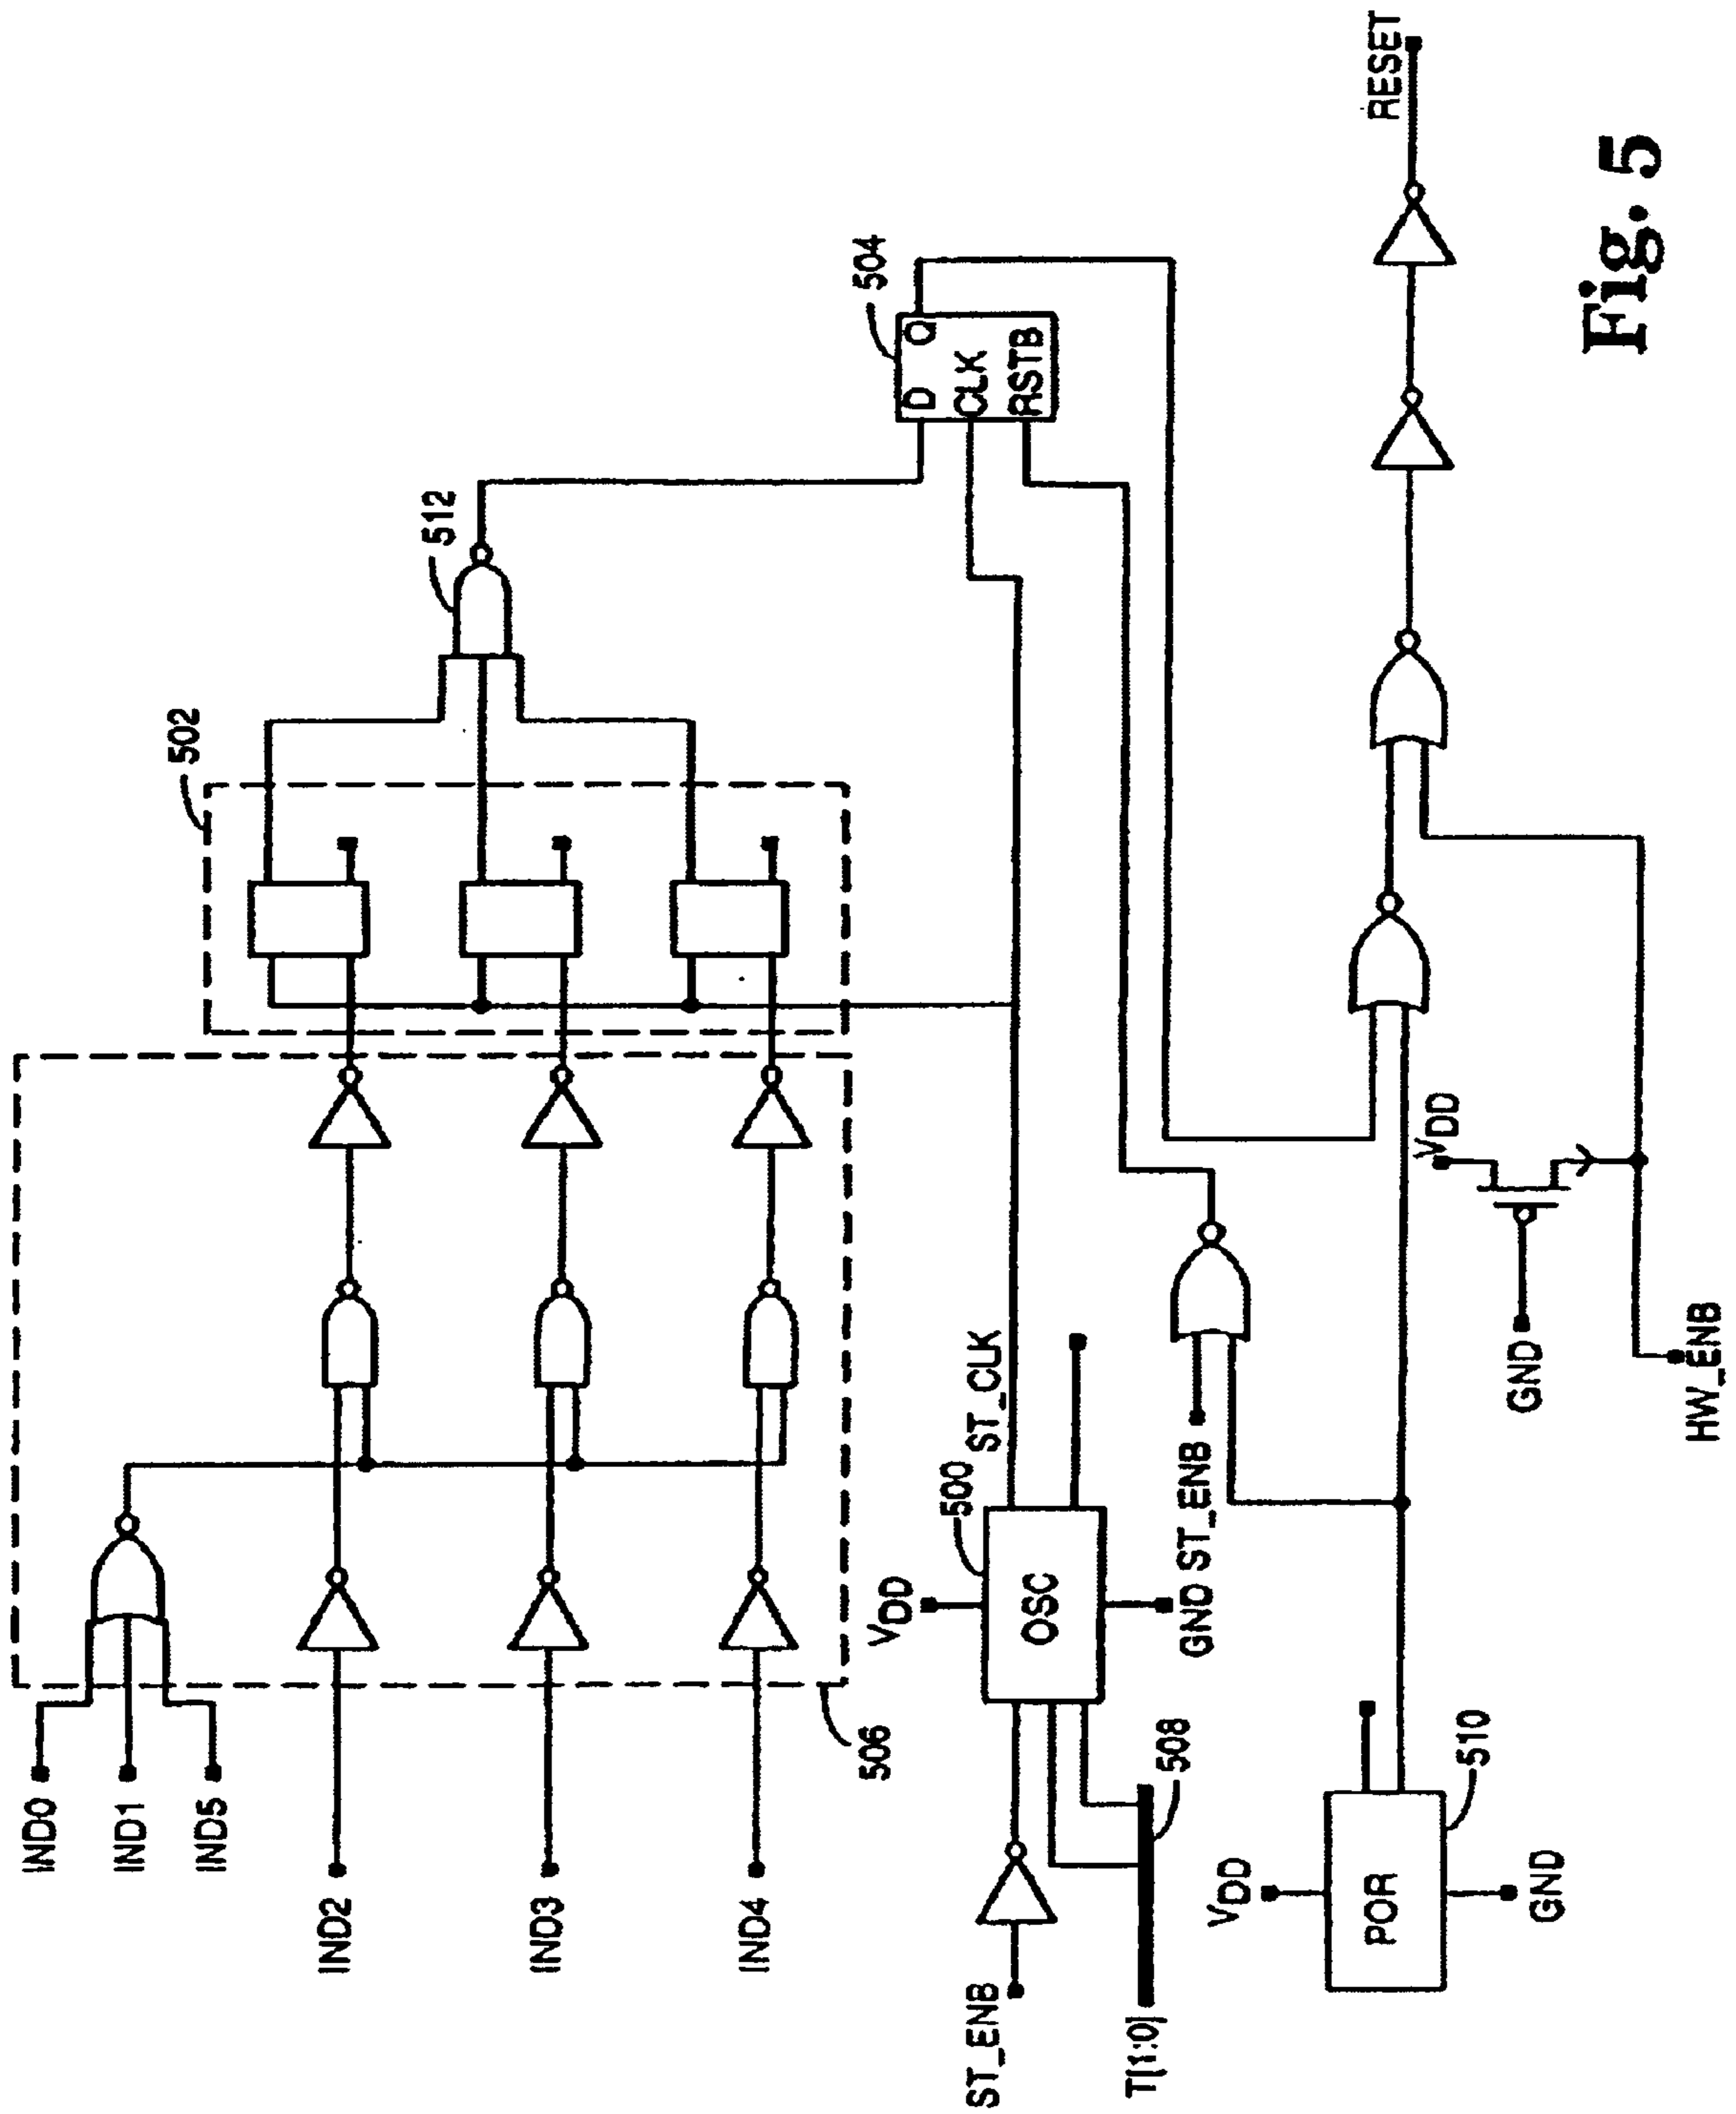 IND0
IND1
IND5
IND2
IND3
IND4
506
502
512
504
D
Q
CLK
RSTB
ST_ENB
T[1:0]
508
VDD
500
OSC
GND
ST_CLK
ST_ENB
VDD
POR
510
GND
GND
VDD
HW_ENB
RESET
Fig. 5